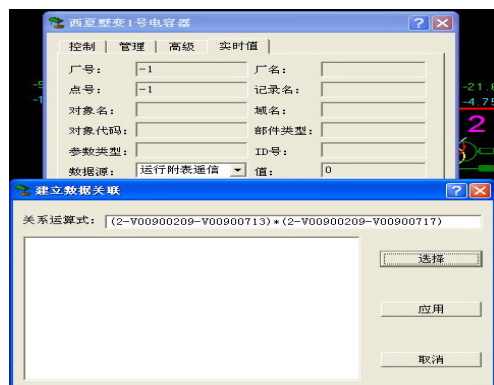 西夏墅变1号电容器
控制 管理 高级 实时值
厂号： -1 厂名：
点号： -1 记录名：
对象名： 域名：
对象代码： 部件类型：
参数类型： ID号：
数据源： 运行附表遥信 值： 0
-21.
-4.75
2
建立数据关联
关系运算式： (2-V00900209-V00900713)*(2-V00900209-V00900717)
选择
应用
取消